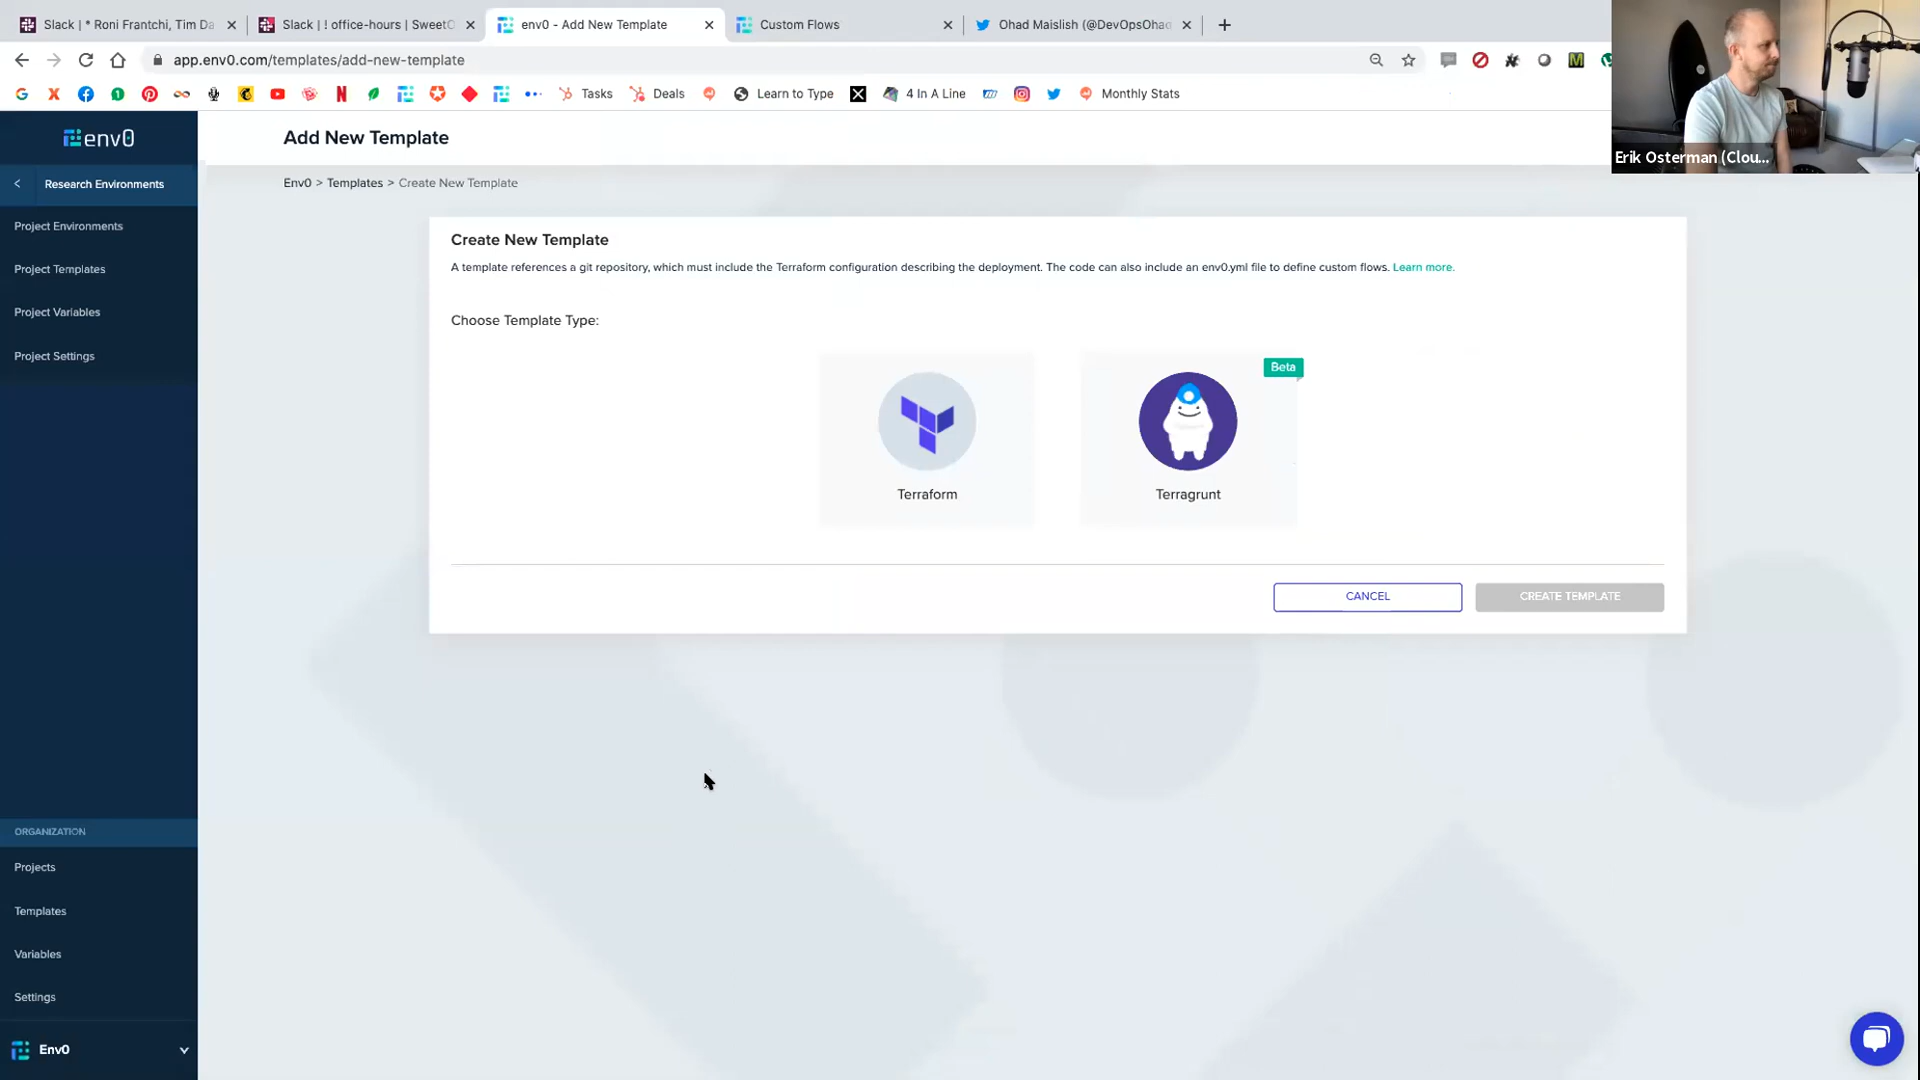 Slack | * Roni Frantchi, Tim Da
Slack | ! office-hours | SweetO
env0 - Add New Template
Custom Flows
Ohad Maislish (@DevOpsOhad
app.env0.com/templates/add-new-template
Tasks
Deals
Learn to Type
4 In A Line
Monthly Stats
Erik Osterman (Clou...
env0
Add New Template
Research Environments
Env0 > Templates > Create New Template
Project Environments
Project Templates
Project Variables
Project Settings
Create New Template
A template references a git repository, which must include the Terraform configuration describing the deployment. The code can also include an env0.yml file to define custom flows. Learn more.
Choose Template Type:
Beta
Terraform
Terragrunt
CANCEL
CREATE TEMPLATE
ORGANIZATION
Projects
Templates
Variables
Settings
Env0